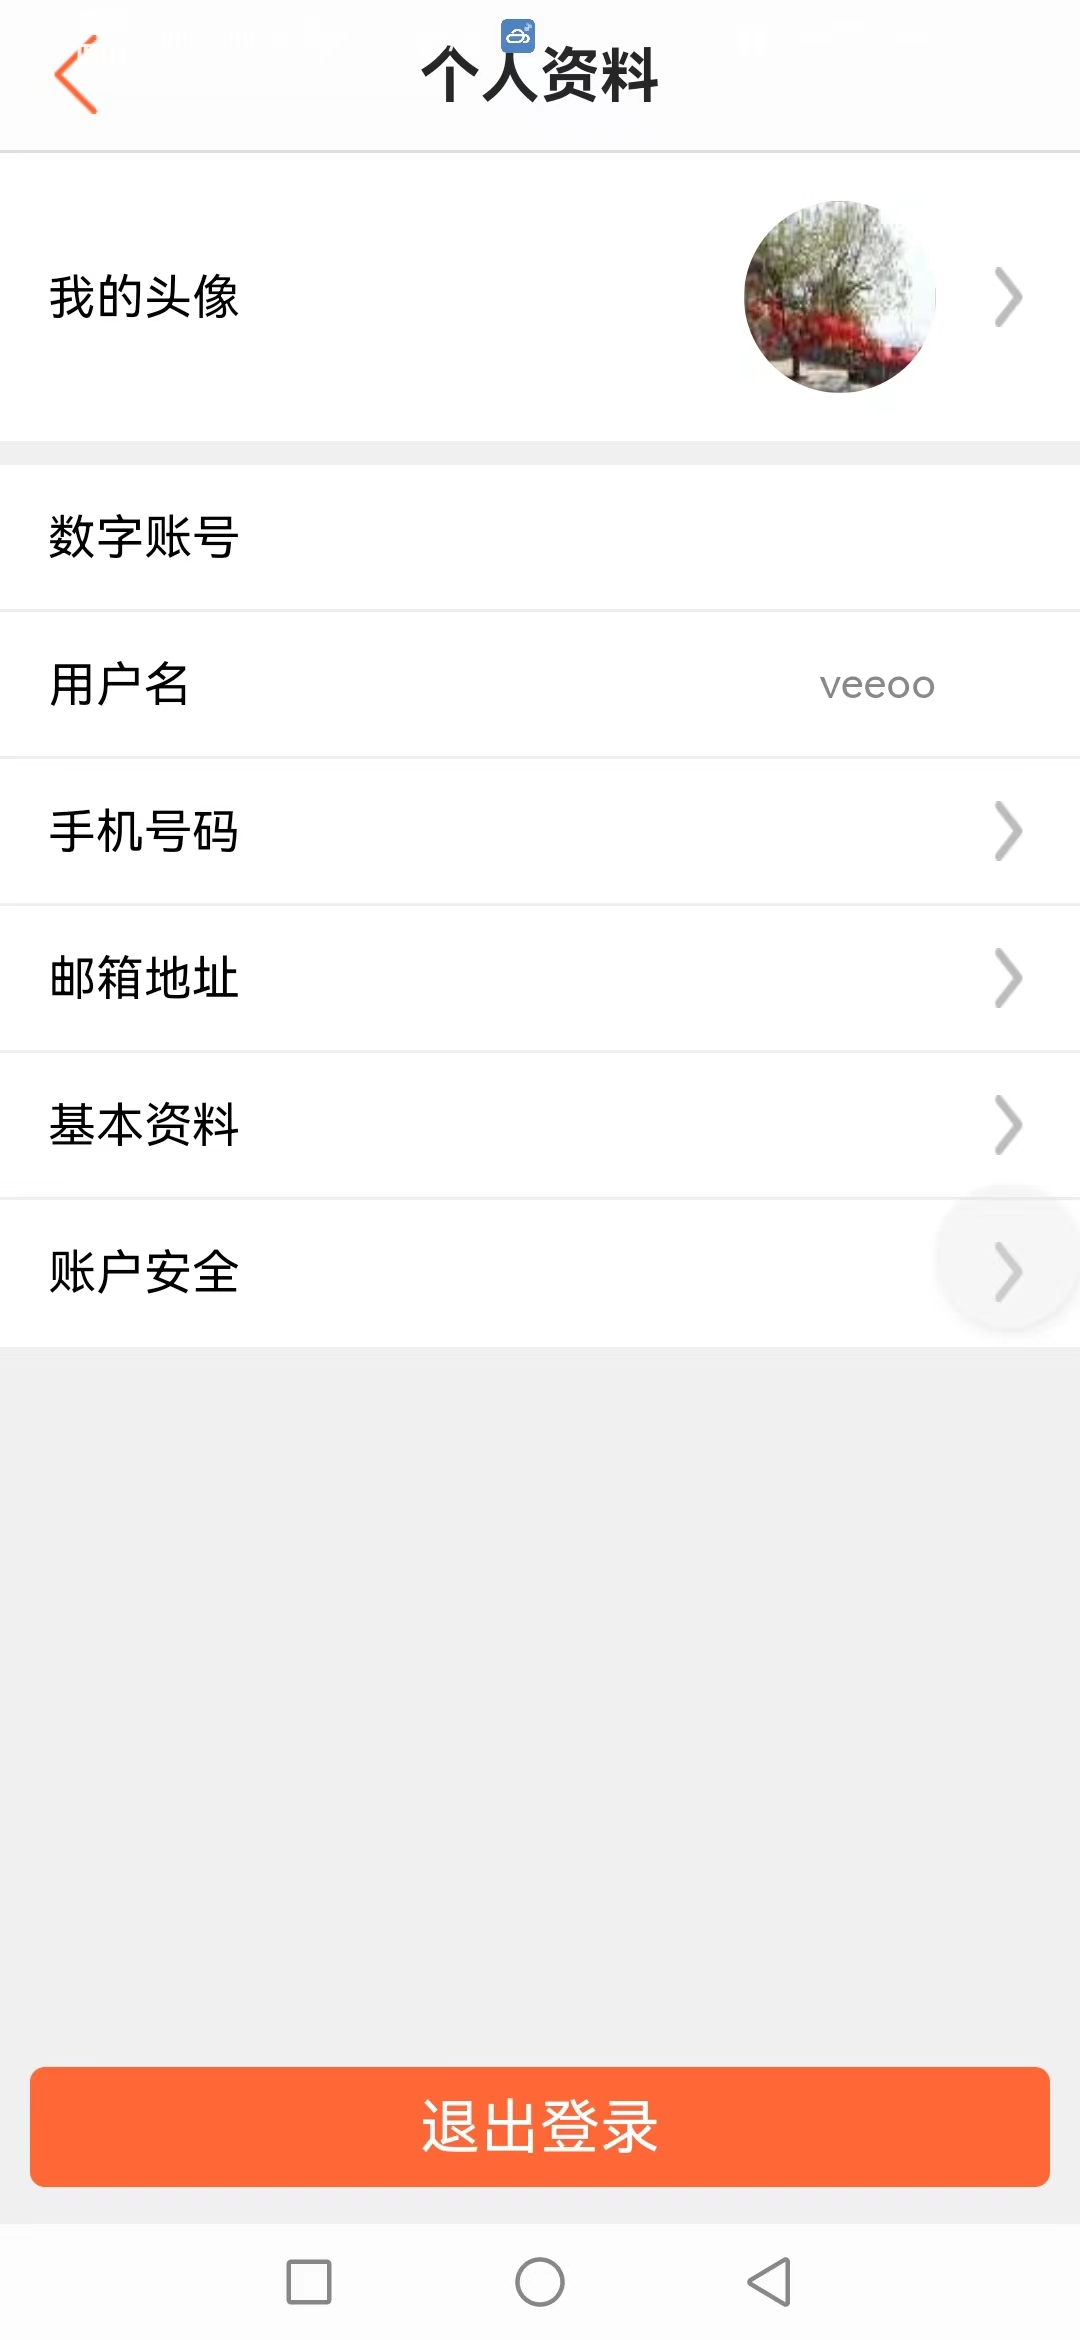 个人资料
我的头像
数字账号
用户名 veeoo
手机号码
邮箱地址
基本资料
账户安全
退出登录